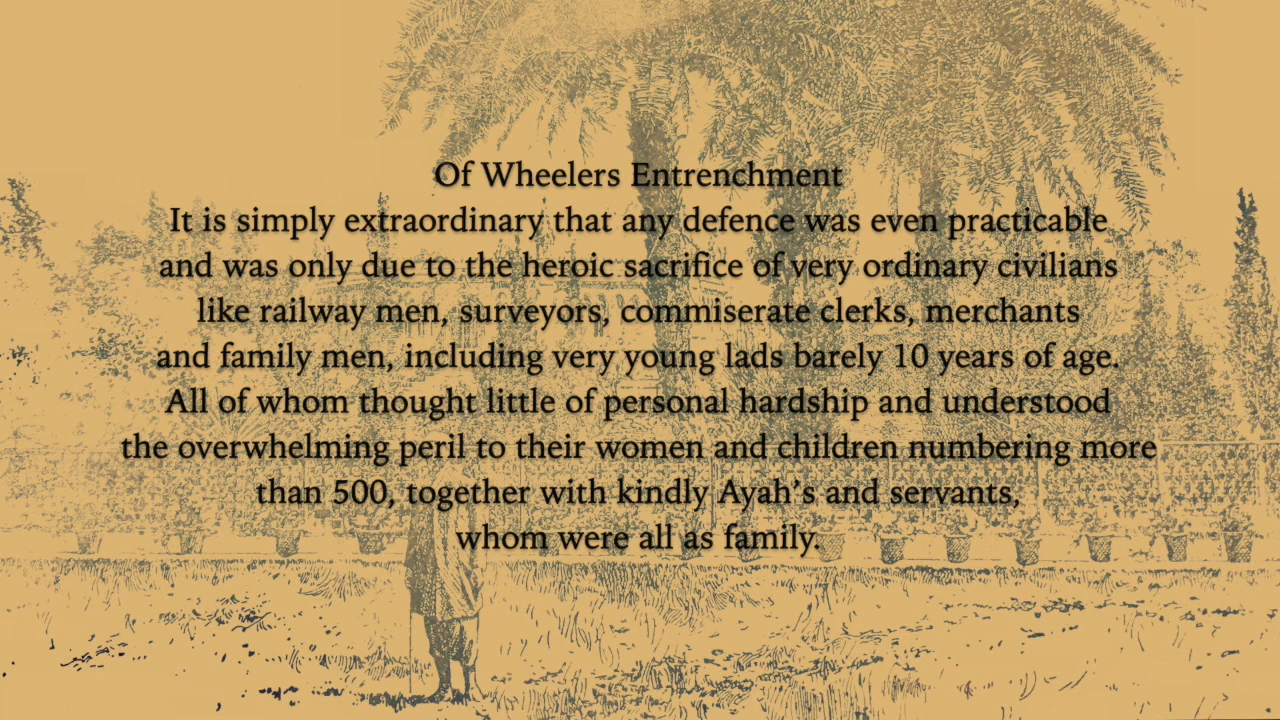 Of Wheelers Entrenchment
It is simply extraordinary that any defence was even practicable
and was only due to the heroic sacrifice of very ordinary civilians
like railway men, surveyors, commiserate clerks, merchants
and family men, including very young lads barely 10 years of age.
All of whom thought little of personal hardship and understood
the overwhelming peril to their women and children numbering more
than 500, together with kindly Ayah's and servants,
whom were all as family.